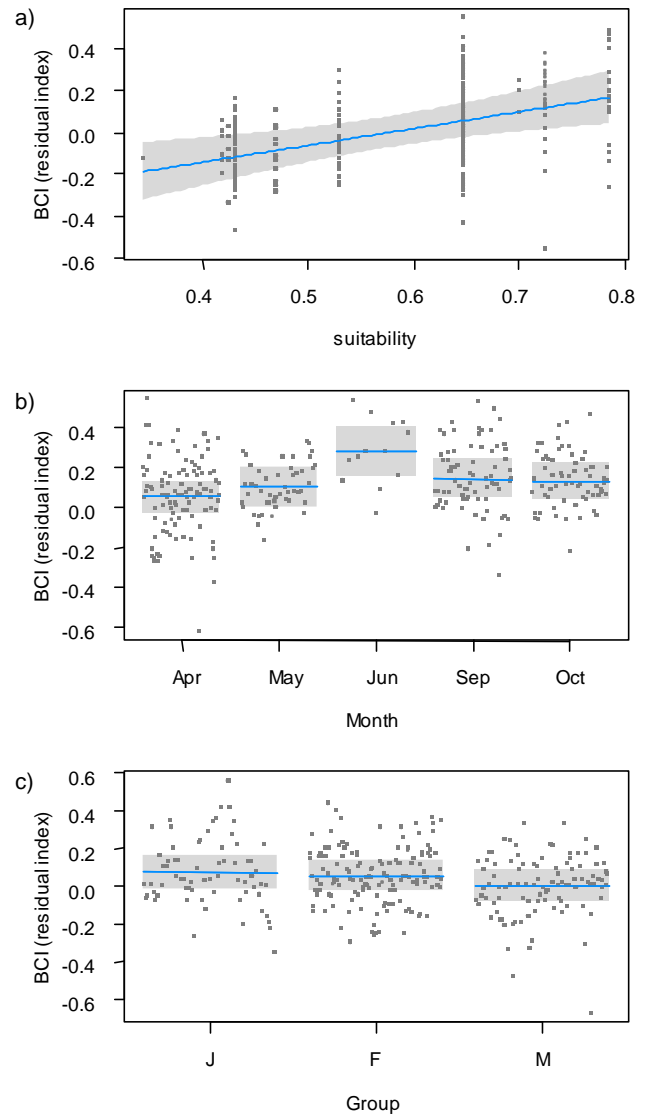 a)
BCI (residual index)
0.4
0.2
0.0
-0.2
-0.4
-0.6
0.4 0.5 0.6 0.7 0.8
suitability
b)
BCI (residual index)
0.4
0.2
0.0
-0.2
-0.4
-0.6
Apr May Jun Sep Oct
Month
c)
BCI (residual index)
0.6
0.4
0.2
0.0
-0.2
-0.4
-0.6
J F M
Group